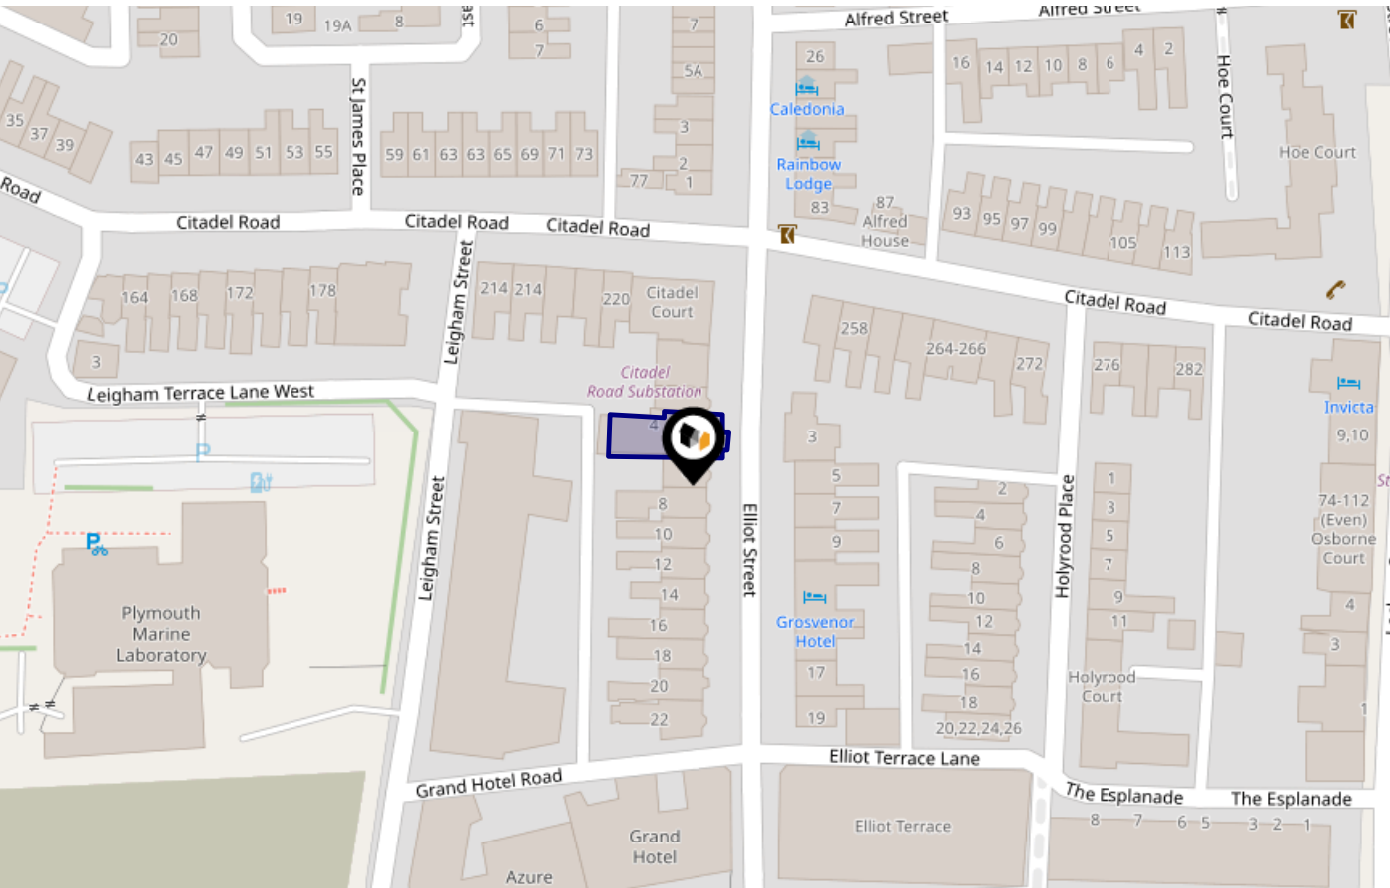 Alfred Street
Alfred Street
19
19A
8
20
6
7
7
26
16
14
12
10
8
6
4
2
5A
Hoe Court
Caledonia
St James Place
35
37
39
43
45
47
49
51
53
55
59
61
63
63
65
69
71
73
3
2
77
1
Rainbow
Lodge
Hoe Court
83
87
Alfred
House
93
95
97
99
105
113
Road
Citadel Road
Citadel Road
Citadel Road
Citadel Road
Citadel Road
164
168
172
178
Leigham Street
214
214
220
Citadel
Court
258
264-266
272
276
282
3
Leigham Terrace Lane West
Citadel
Road Substation
Invicta
9,10
4
3
P
5
7
9
8
10
12
14
16
18
20
22
Elliot Street
2
4
6
8
10
12
14
16
18
20,22,24,26
Holyrood Place
1
3
5
7
9
11
74-112
(Even)
Osborne
Court
4
3
1
Leigham Street
P
Plymouth
Marine
Laboratory
Grosvenor
Hotel
17
19
Holyrood
Court
Grand Hotel Road
Elliot Terrace Lane
The Esplanade
The Esplanade
Elliot Terrace
8
7
6
5
3
2
1
Grand
Hotel
Azure